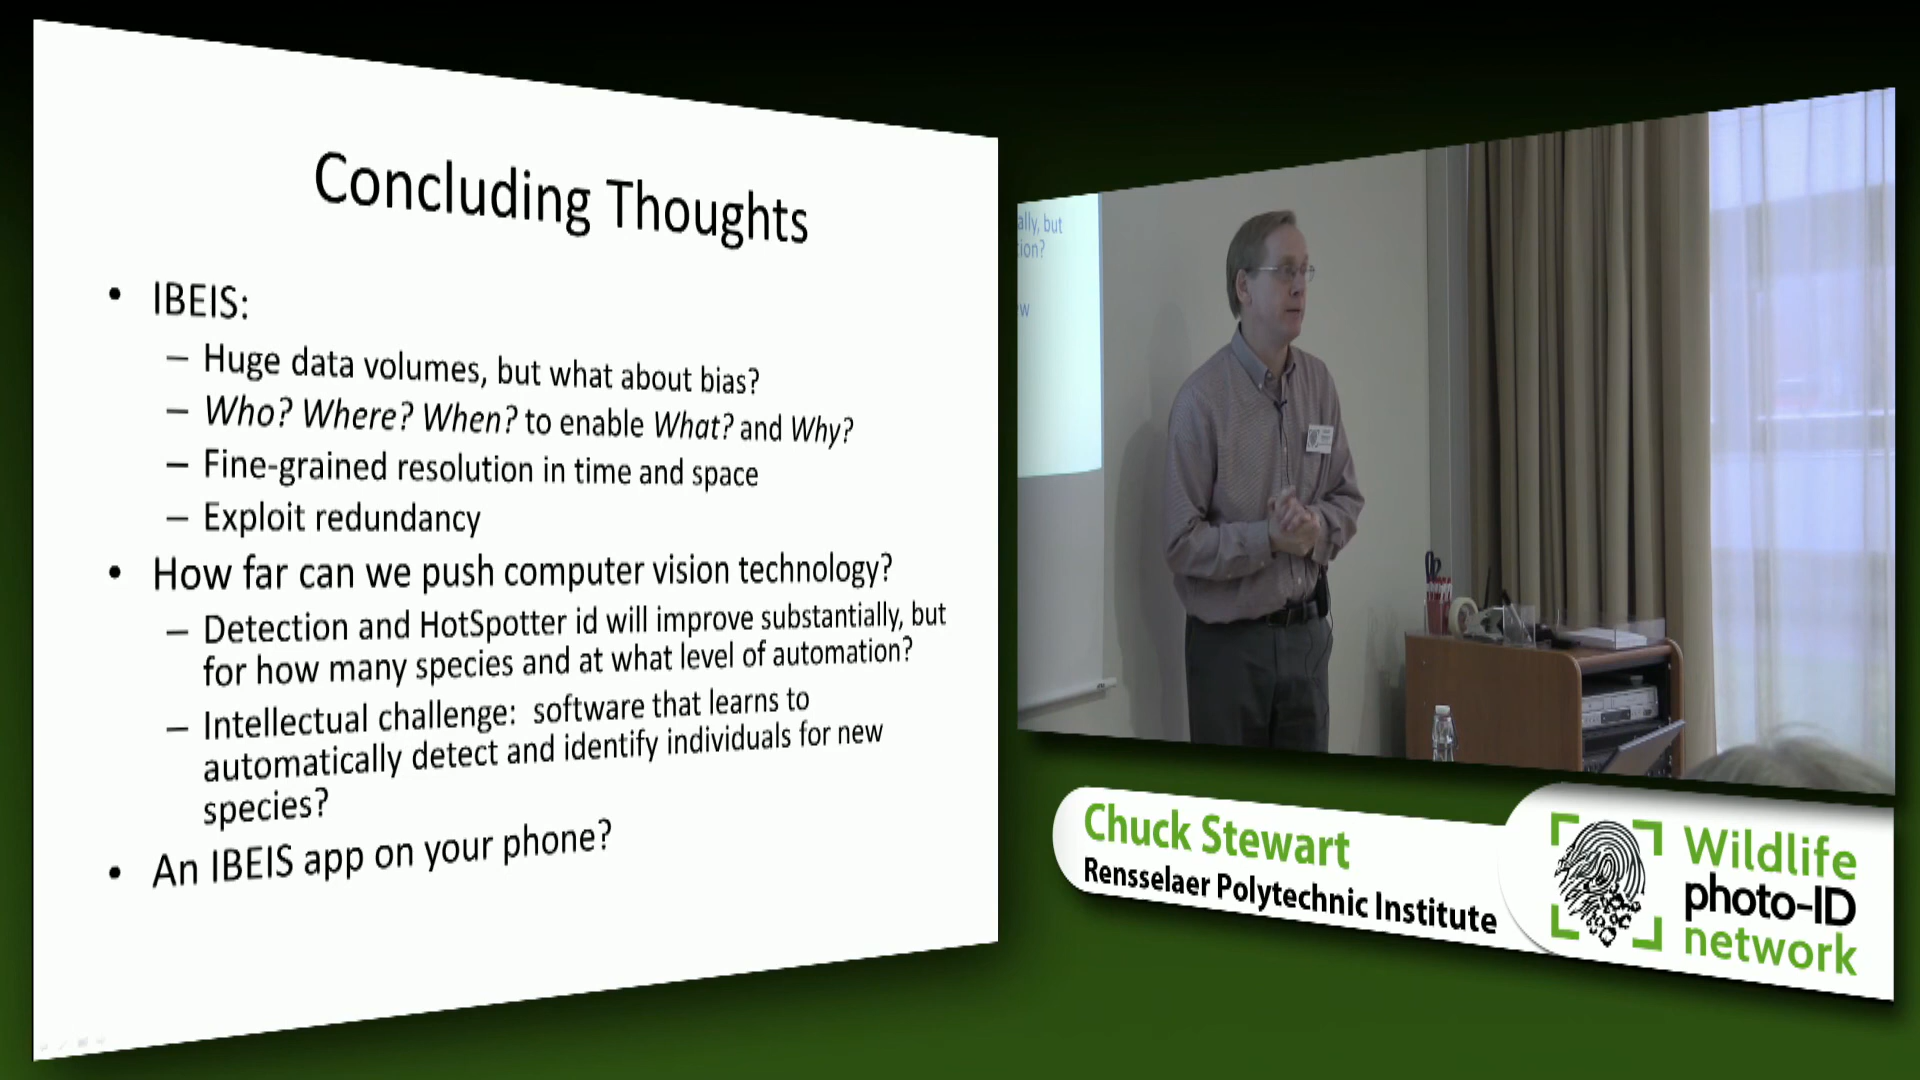 Concluding Thoughts
• IBEIS:
– Huge data volumes, but what about bias?
– Who? Where? When? to enable What? and Why?
– Fine-grained resolution in time and space
– Exploit redundancy
• How far can we push computer vision technology?
– Detection and HotSpotter id will improve substantially, but
for how many species and at what level of automation?
– Intellectual challenge: software that learns to
automatically detect and identify individuals for new
species?
• An IBEIS app on your phone?
ally, but
tion?
w
Chuck Stewart
Rensselaer Polytechnic Institute
Wildlife
photo-ID
network